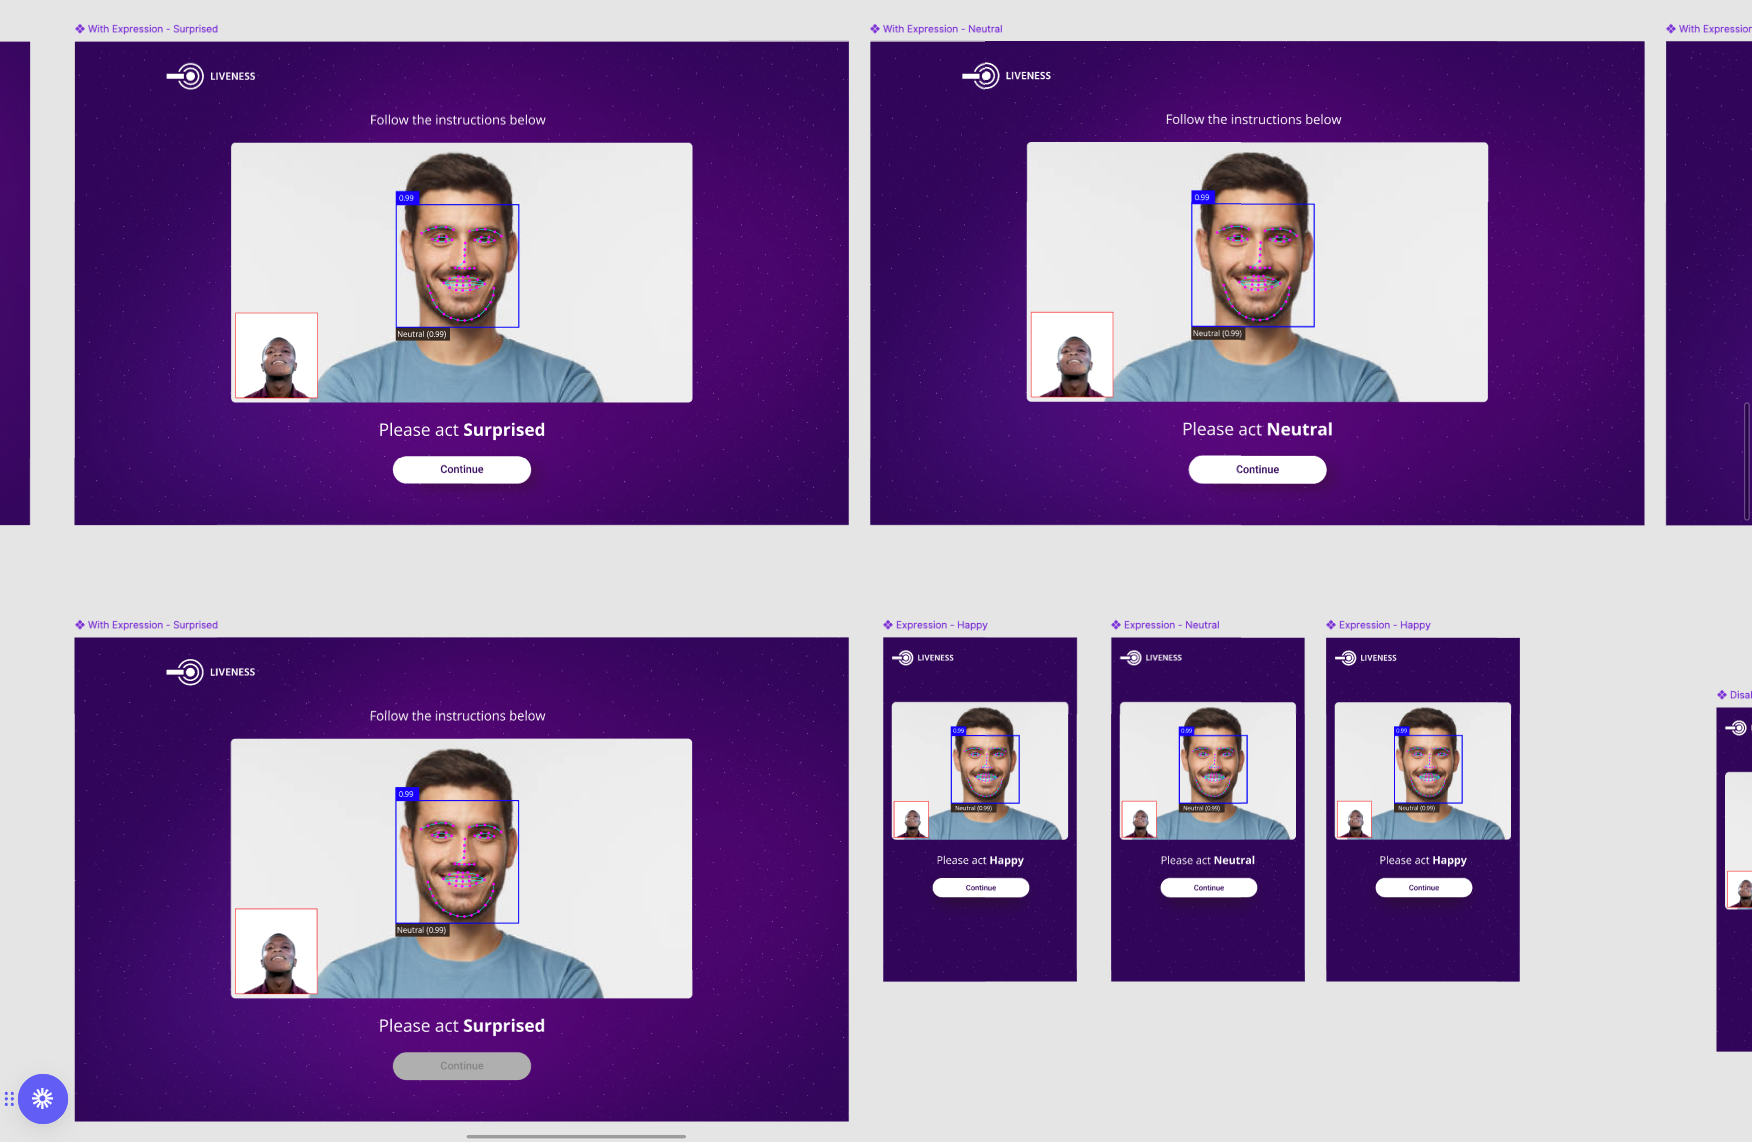 With Expression - Surprised
LIVENESS
Follow the instructions below
0.99
Neutral (0.99)
Please act Surprised
Continue
With Expression - Neutral
LIVENESS
Follow the instructions below
0.99
Neutral (0.99)
Please act Neutral
Continue
With Expression
With Expression - Surprised
LIVENESS
Follow the instructions below
0.99
Neutral (0.99)
Please act Surprised
Continue
Expression - Happy
LIVENESS
0.99
Neutral (0.99)
Please act Happy
Continue
Expression - Neutral
LIVENESS
0.99
Neutral (0.99)
Please act Neutral
Continue
Expression - Happy
LIVENESS
0.99
Neutral (0.99)
Please act Happy
Continue